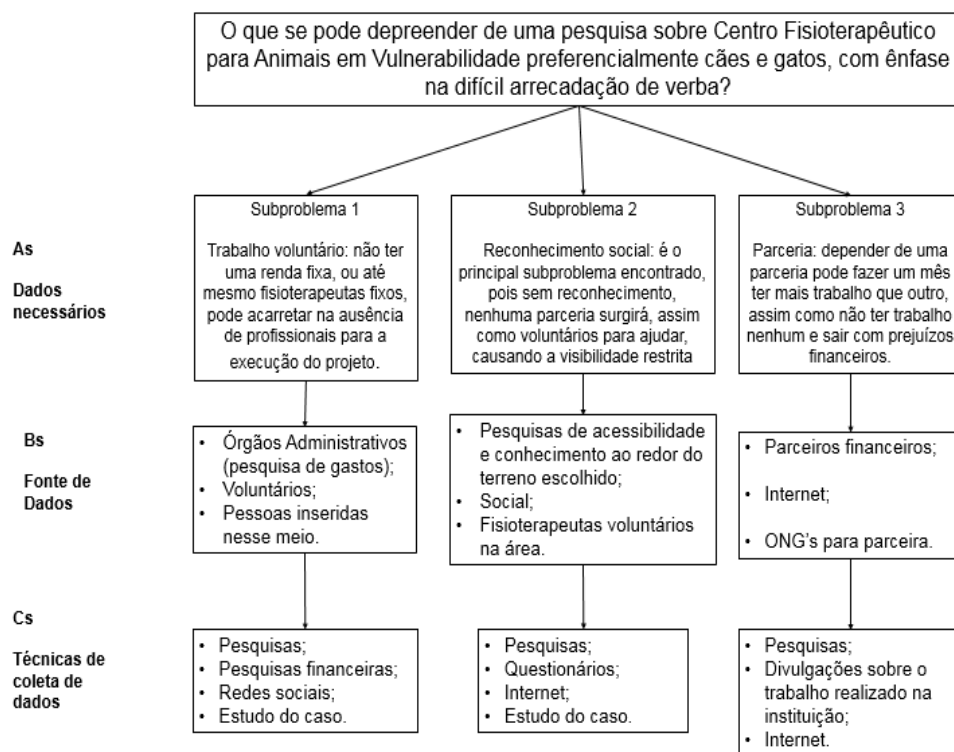 O que se pode depreender de uma pesquisa sobre Centro Fisioterapêutico
para Animais em Vulnerabilidade preferencialmente cães e gatos, com ênfase
na difícil arrecadação de verba?
As
Dados
necessários
Subproblema 1
Trabalho voluntário: não ter
uma renda fixa, ou até
mesmo fisioterapeutas fixos,
pode acarretar na ausência
de profissionais para a
execução do projeto.
Subproblema 2
Reconhecimento social: é o
principal subproblema encontrado,
pois sem reconhecimento,
nenhuma parceria surgirá, assim
como voluntários para ajudar,
causando a visibilidade restrita
Subproblema 3
Parceria: depender de uma
parceria pode fazer um mês
ter mais trabalho que outro,
assim como não ter trabalho
nenhum e sair com prejuízos
financeiros.
Bs
Fonte de
Dados
• Órgãos Administrativos
(pesquisa de gastos);
• Voluntários;
• Pessoas inseridas
nesse meio.
• Pesquisas de acessibilidade
e conhecimento ao redor do
terreno escolhido;
• Social;
• Fisioterapeutas voluntários
na área.
• Parceiros financeiros;
• Internet;
• ONG's para parceira.
Cs
Técnicas de
coleta de
dados
• Pesquisas;
• Pesquisas financeiras;
• Redes sociais;
• Estudo do caso.
• Pesquisas;
• Questionários;
• Internet;
• Estudo do caso.
• Pesquisas;
• Divulgações sobre o
trabalho realizado na
instituição;
• Internet.